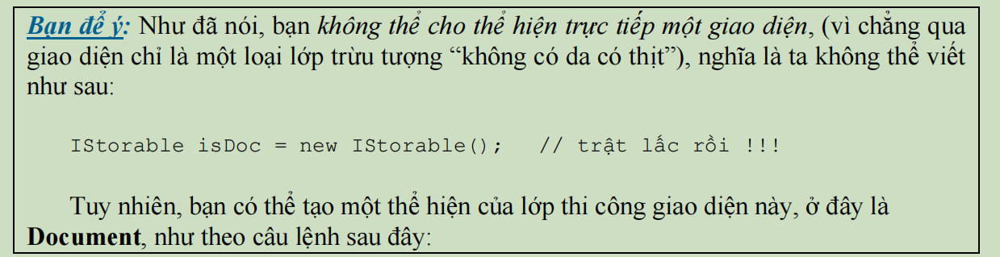 Bạn để ý: Như đã nói, bạn không thể cho thể hiện trực tiếp một giao diện, (vì chẳng qua
giao diện chỉ là một loại lớp trừu tượng “không có da có thịt”), nghĩa là ta không thể viết
như sau:
IStorable isDoc = new IStorable();   // trật lấc rồi !!!
Tuy nhiên, bạn có thể tạo một thể hiện của lớp thi công giao diện này, ở đây là
Document, như theo câu lệnh sau đây: